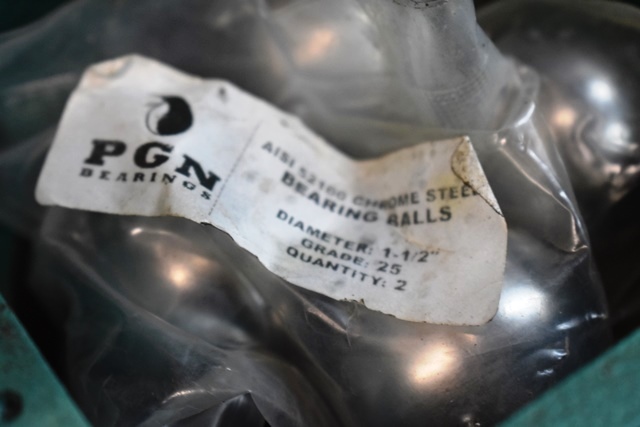 PGN
BEARINGS
AISI 52100 CHROME STEEL
BEARING BALLS
DIAMETER: 1-1/2"
GRADE: 25
QUANTITY: 2